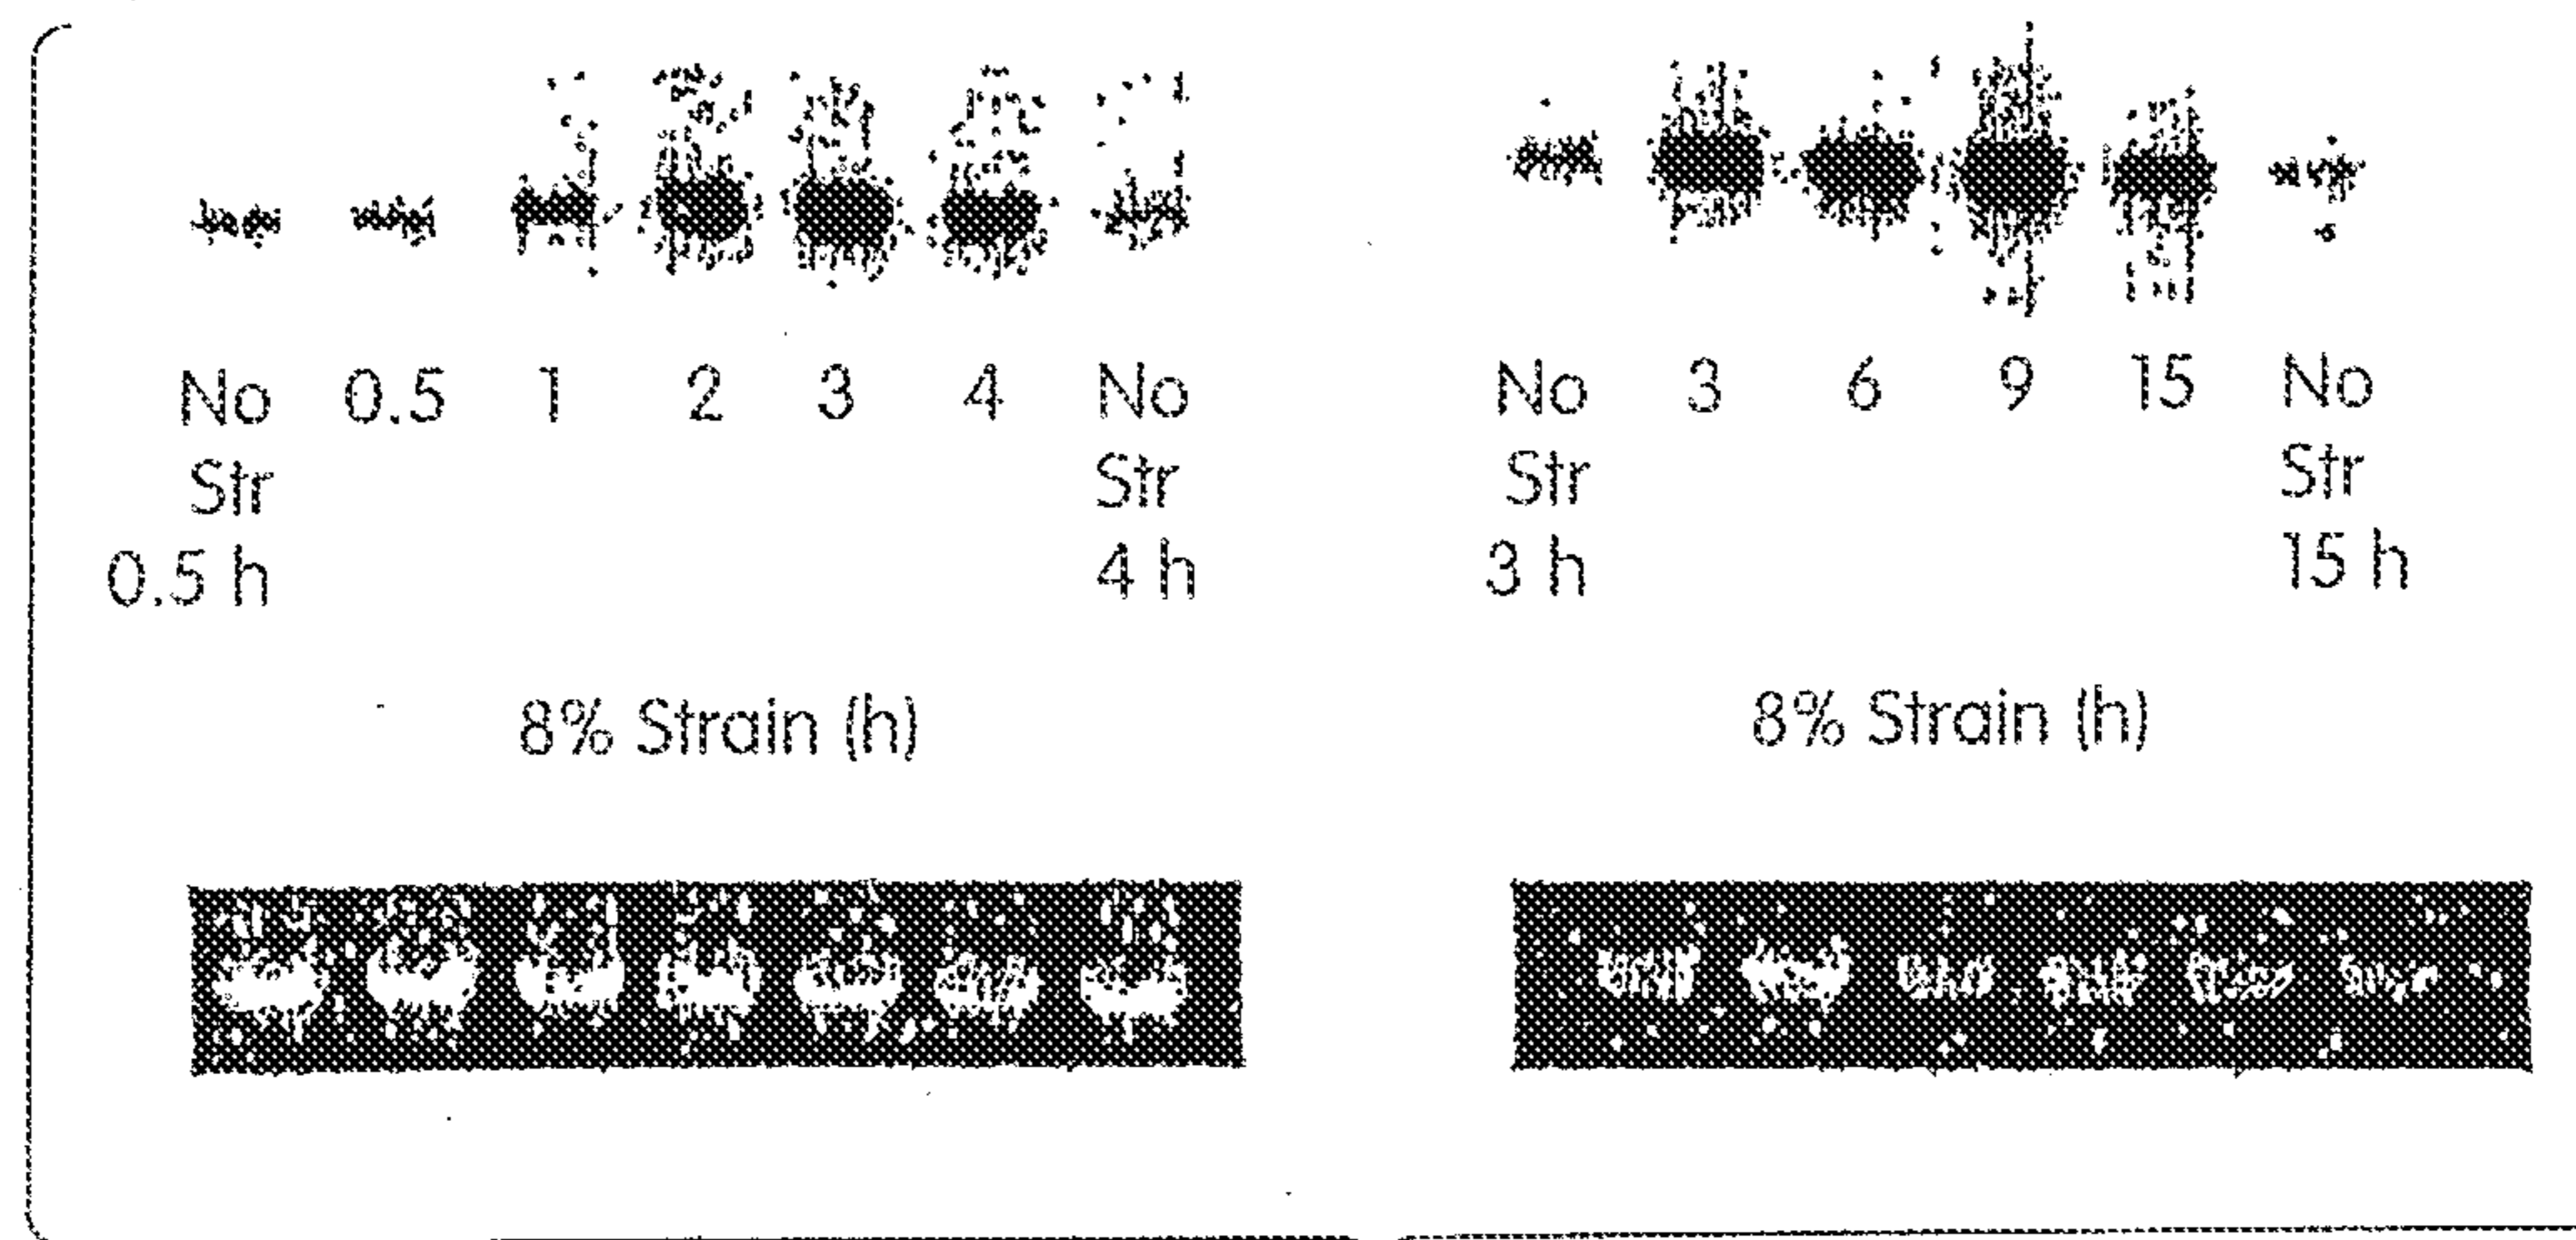 No 0.5 1 2 3 4 No
Str Str
0.5 h 4 h
8% Strain (h)
No 3 6 9 15 No
Str Str
3 h 15 h
8% Strain (h)